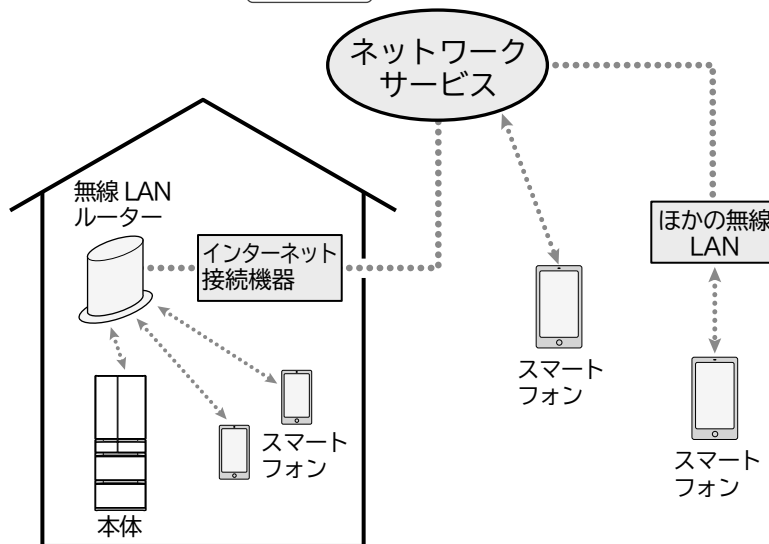 ネットワーク
サービス
無線 LAN
ルーター
インターネット
接続機器
ほかの無線
LAN
スマート
フォン
スマート
フォン
スマート
フォン
本体